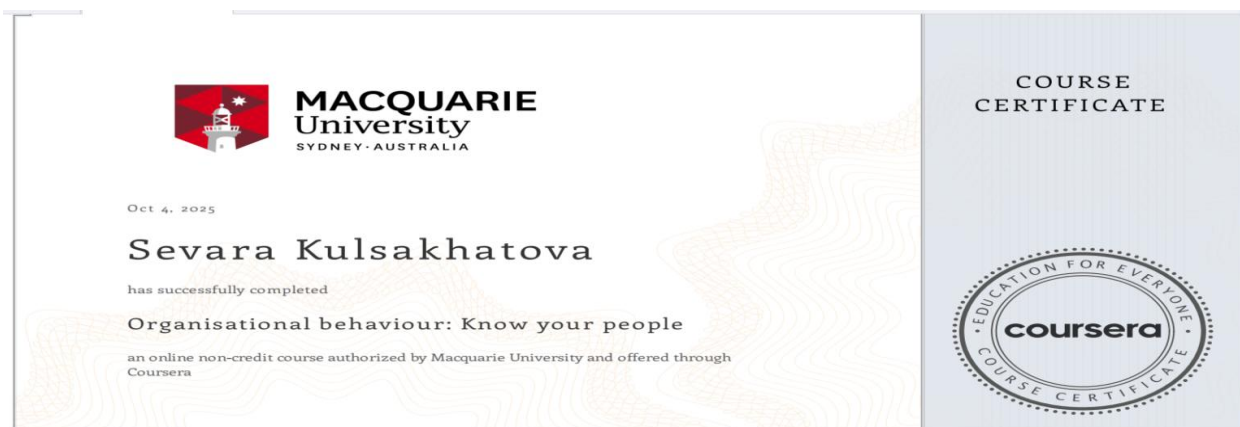 MACQUARIE
University
SYDNEY·AUSTRALIA
COURSE
CERTIFICATE
Oct 4, 2025
Sevara Kulsakhatova
has successfully completed
Organisational behaviour: Know your people
an online non-credit course authorized by Macquarie University and offered through
Coursera
EDUCATION FOR EVERYONE
coursera
COURSE CERTIFICATE